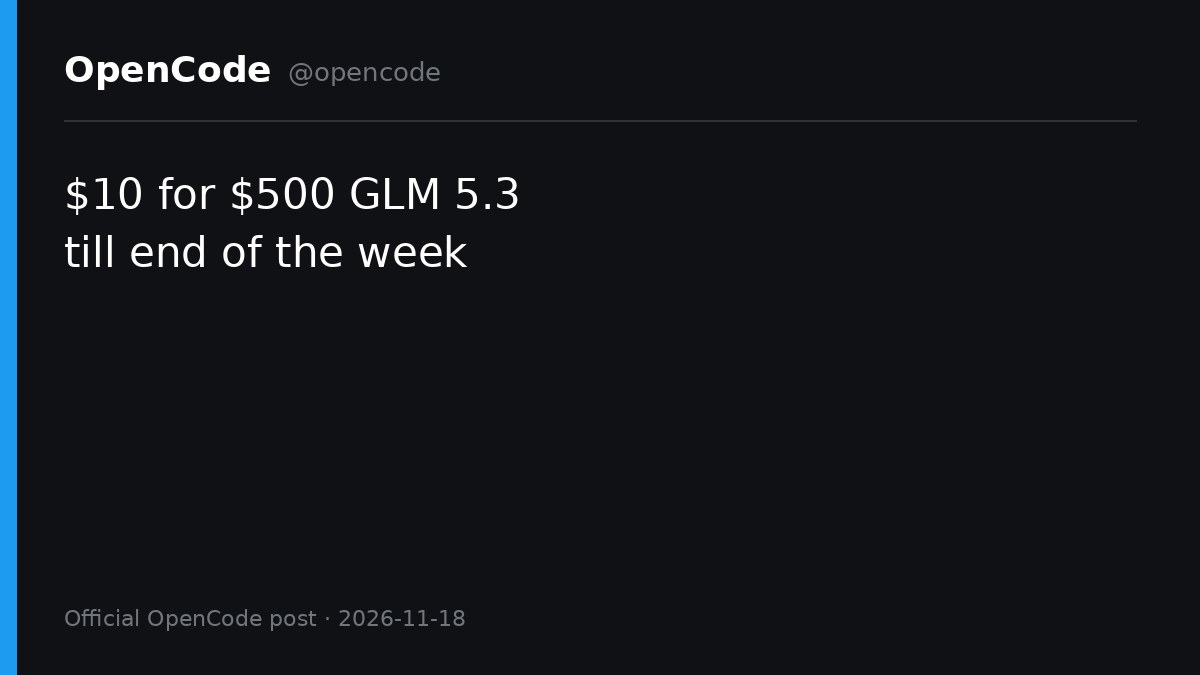 OpenCode @opencode
$10 for $500 GLM 5.3
till end of the week
Official OpenCode post · 2026-11-18